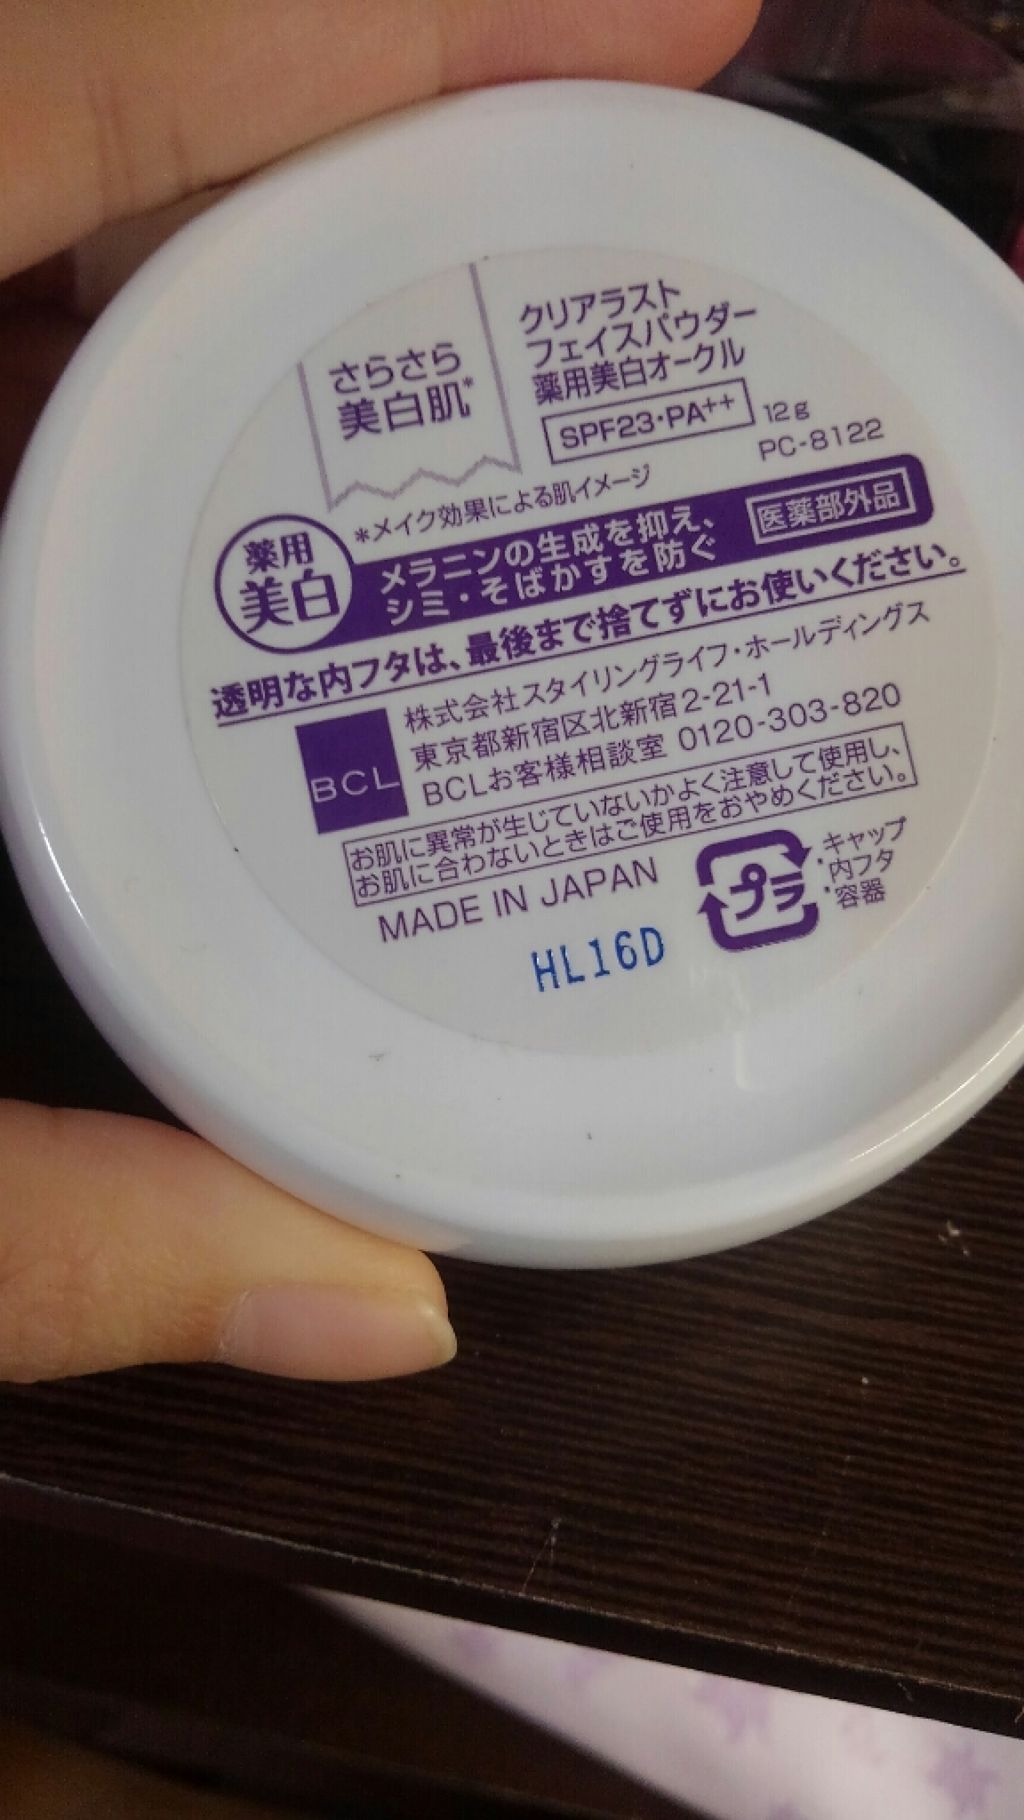 さらさら
美白肌*
クリアラスト
フェイスパウダー
薬用美白オークル
SPF23・PA++ 12g
PC-8122
*メイク効果による肌イメージ
薬用
美白
メラニンの生成を抑え、
シミ・そばかすを防ぐ
医薬部外品
透明な内フタは、最後まで捨てずにお使いください。
BCL
株式会社スタイリングライフ・ホールディングス
東京都新宿区北新宿2-21-1
BCLお客様相談室 0120-303-820
お肌に異常が生じていないかよく注意して使用し、
お肌に合わないときはご使用をおやめください。
MADE IN JAPAN
プラ
・キャップ
・内フタ
・容器
HL16D